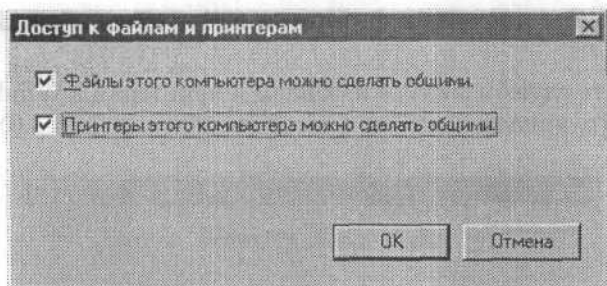 Доступ к файлам и принтерам
Файлы этого компьютера можно сделать общими.
Принтеры этого компьютера можно сделать общими.
OK
Отмена